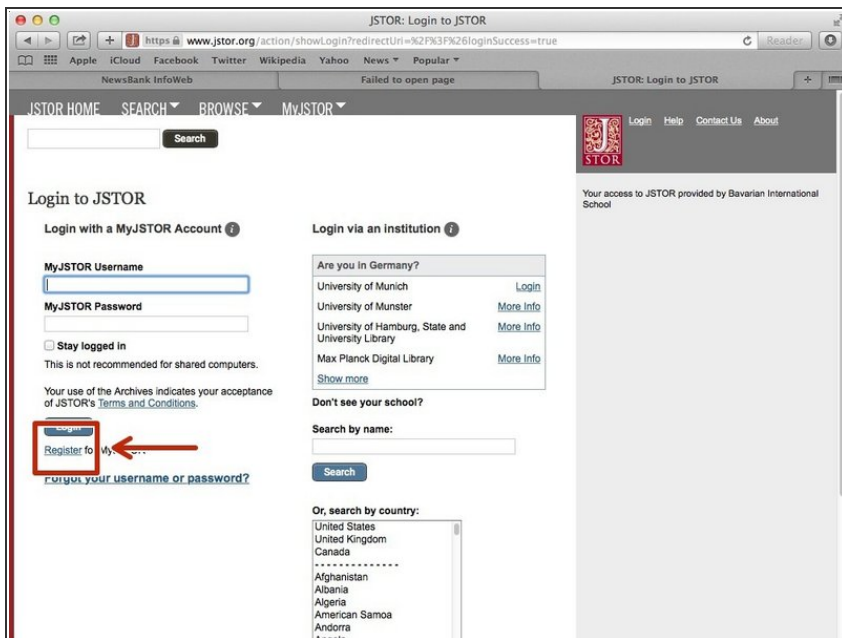 JSTOR: Login to JSTOR
https www.jstor.org/action/showLogin?redirectUri=%2F%3F%26loginSuccess=true
Reader
Apple iCloud Facebook Twitter Wikipedia Yahoo News Popular
NewsBank InfoWeb
Failed to open page
JSTOR: Login to JSTOR
JSTOR HOME SEARCH BROWSE MyJSTOR
Search
JSTOR
Login Help Contact Us About
Your access to JSTOR provided by Bavarian International
School
Login to JSTOR
Login with a MyJSTOR Account i
MyJSTOR Username
MyJSTOR Password
Stay logged in
This is not recommended for shared computers.
Your use of the Archives indicates your acceptance
of JSTOR's Terms and Conditions.
Login
Register for MyJSTOR
Forgot your username or password?
Login via an institution i
Are you in Germany?
University of Munich Login
University of Munster More Info
University of Hamburg, State and More Info
University Library
Max Planck Digital Library More Info
Show more
Don't see your school?
Search by name:
Search
Or, search by country:
United States
United Kingdom
Canada
--------------
Afghanistan
Albania
Algeria
American Samoa
Andorra
Angola